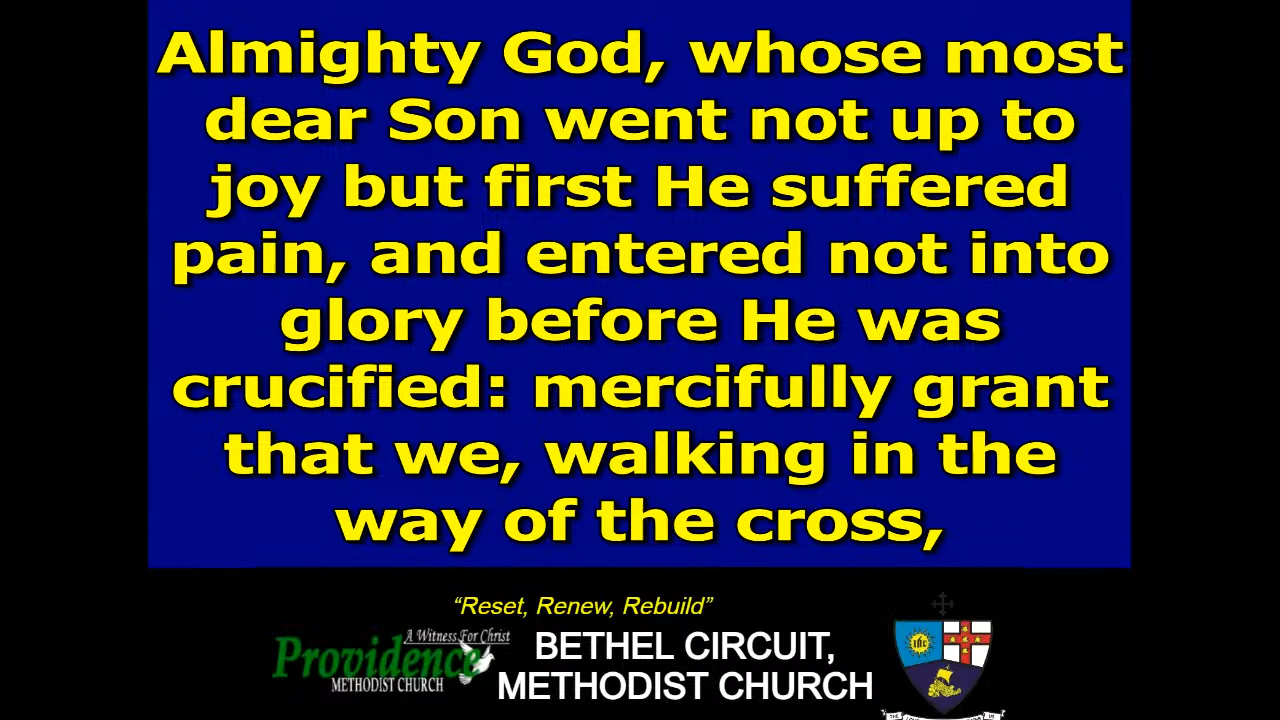 Almighty God, whose most
dear Son went not up to
joy but first He suffered
pain, and entered not into
glory before He was
crucified: mercifully grant
that we, walking in the
way of the cross,
“Reset, Renew, Rebuild”
A Witness For Christ
Providence
METHODIST CHURCH
BETHEL CIRCUIT,
METHODIST CHURCH
IHC
THE